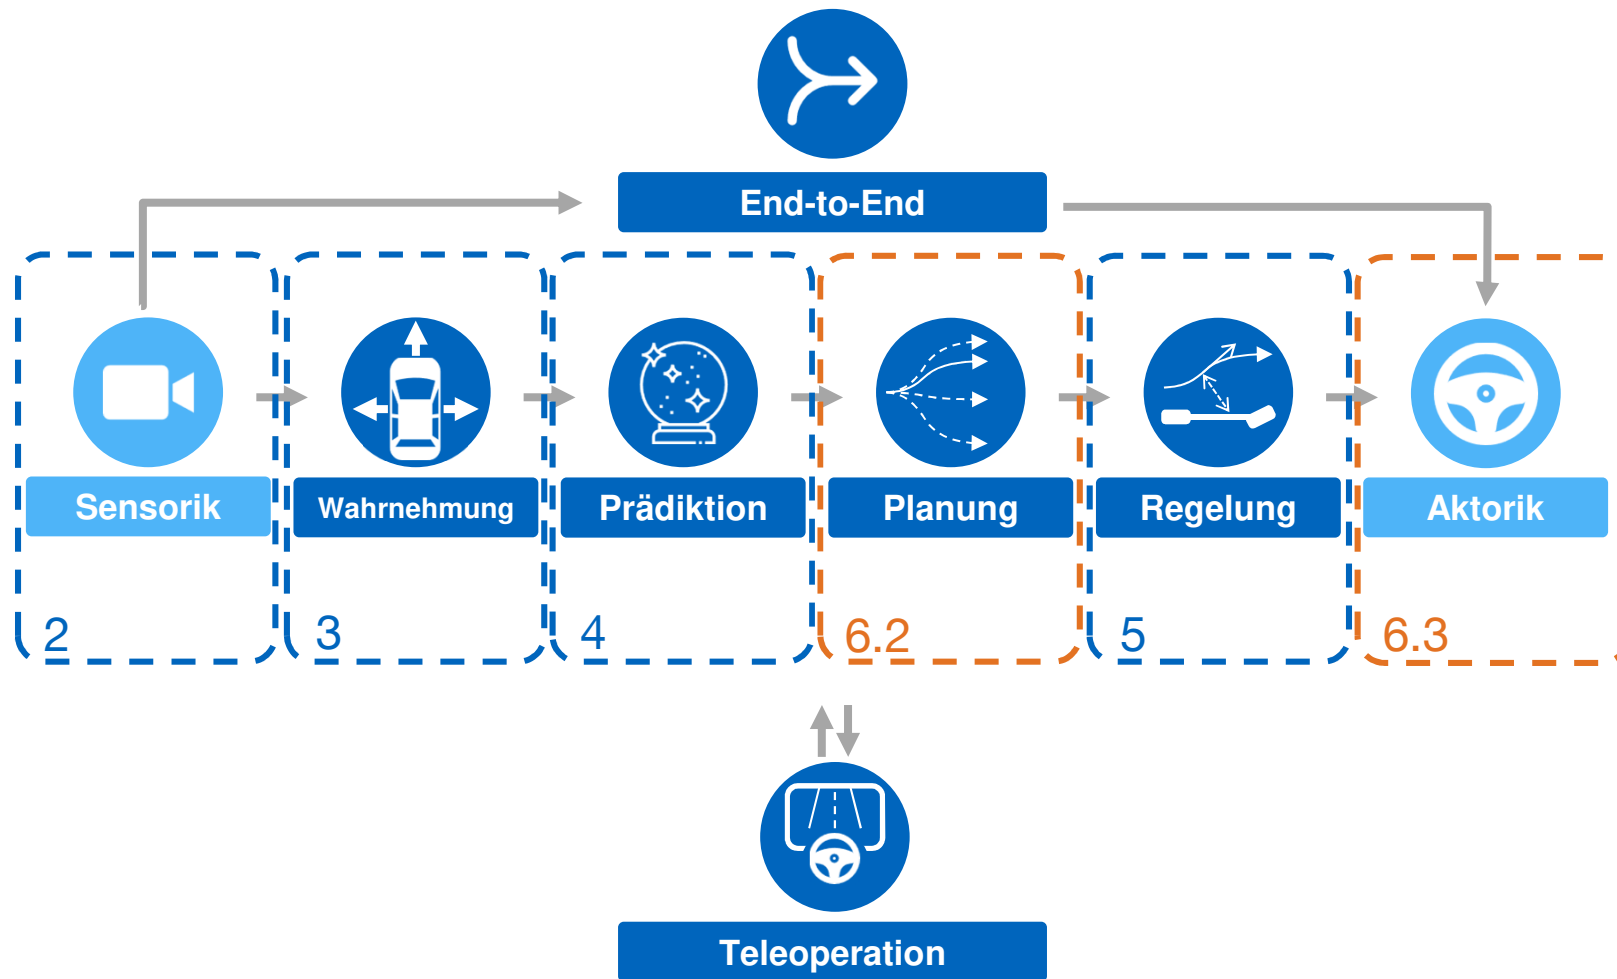 End-to-End
Sensorik
Wahrnehmung
Prädiktion
Planung
Regelung
Aktorik
2
3
4
6.2
5
6.3
Teleoperation